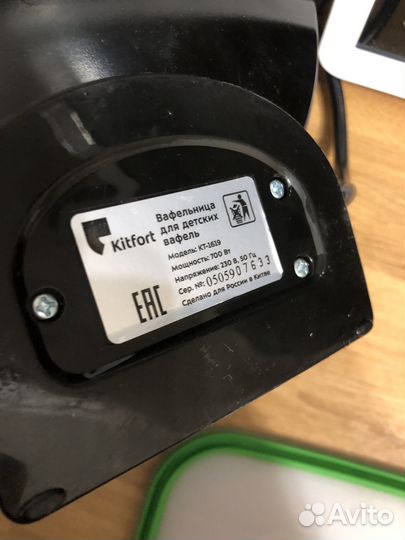 Kitfort
Вафельница
для детских
вафель
Модель: КТ-1619
Мощность: 700 Вт
Напряжение: 230 В, 50 Гц
Сер. №: 0505907633
Сделано для России в Китае
EAC
Avito